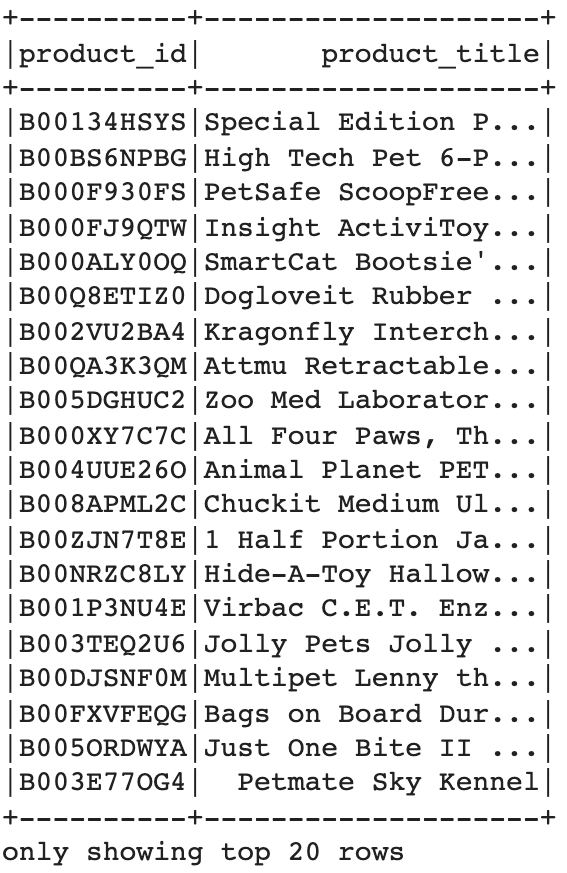 +----------+--------------------+
|product_id|       product_title|
+----------+--------------------+
|B00134HSYS|Special Edition P...|
|B00BS6NPBG|High Tech Pet 6-P...|
|B000F930FS|PetSafe ScoopFree...|
|B000FJ9QTW|Insight ActiviToy...|
|B000ALY0OQ|SmartCat Bootsie'...|
|B00Q8ETIZ0|Dogloveit Rubber ...|
|B002VU2BA4|Kragonfly Interch...|
|B00QA3K3QM|Attmu Retractable...|
|B005DGHUC2|Zoo Med Laborator...|
|B000XY7C7C|All Four Paws, Th...|
|B004UUE26O|Animal Planet PET...|
|B008APML2C|Chuckit Medium Ul...|
|B00ZJN7T8E|1 Half Portion Ja...|
|B00NRZC8LY|Hide-A-Toy Hallow...|
|B001P3NU4E|Virbac C.E.T. Enz...|
|B003TEQ2U6|Jolly Pets Jolly ...|
|B00DJSNF0M|Multipet Lenny th...|
|B00FXVFEQG|Bags on Board Dur...|
|B005ORDWYA|Just One Bite II ...|
|B003E77OG4|  Petmate Sky Kennel|
+----------+--------------------+
only showing top 20 rows